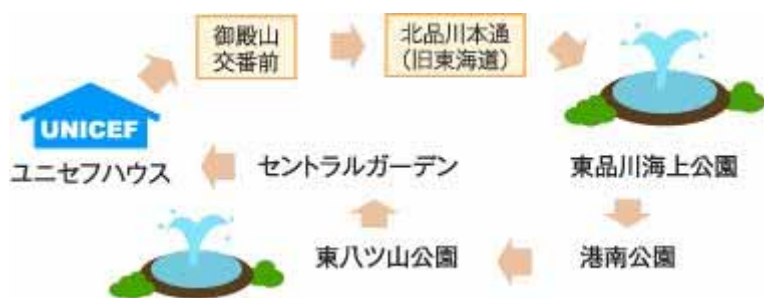 御殿山
交番前
北品川本通
（旧東海道）
UNICEF
ユニセフハウス
セントラルガーデン
東品川海上公園
東八ツ山公園
港南公園